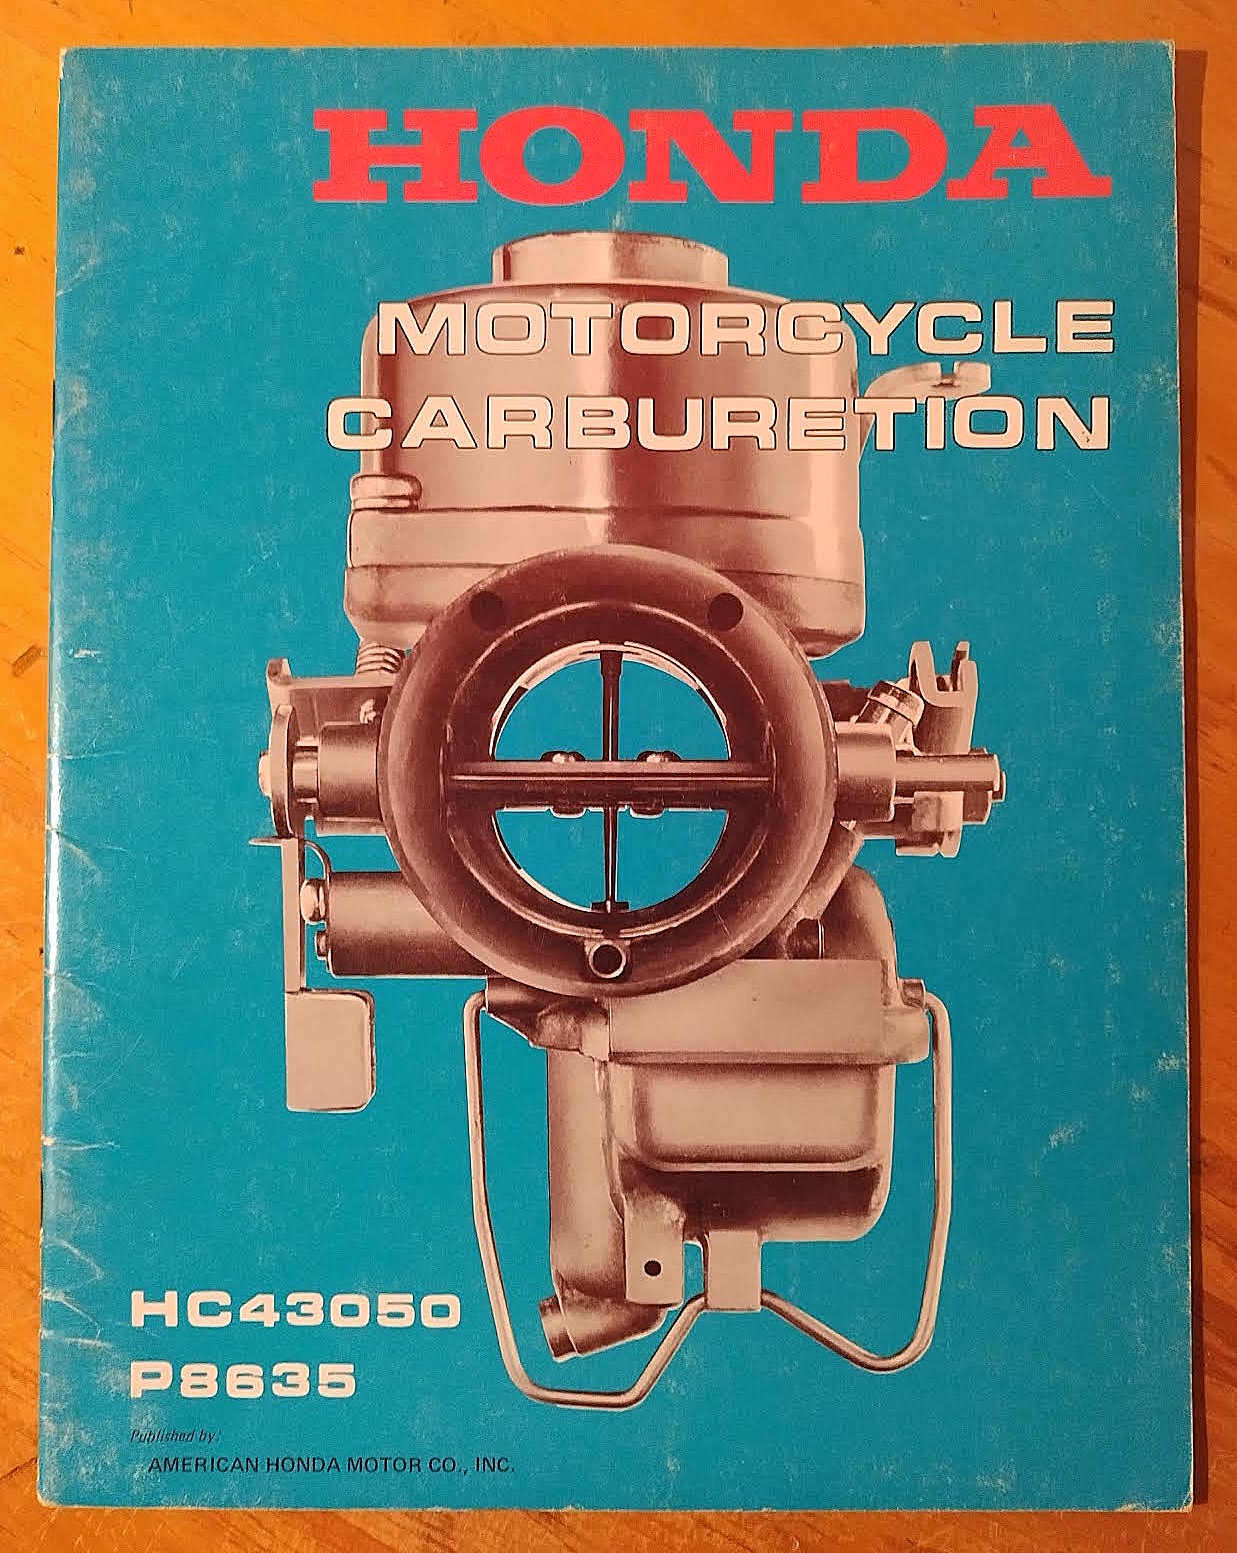 HONDA
MOTORCYCLE
CARBURETION
HC43050
P8635
Published by:
AMERICAN HONDA MOTOR CO., INC.